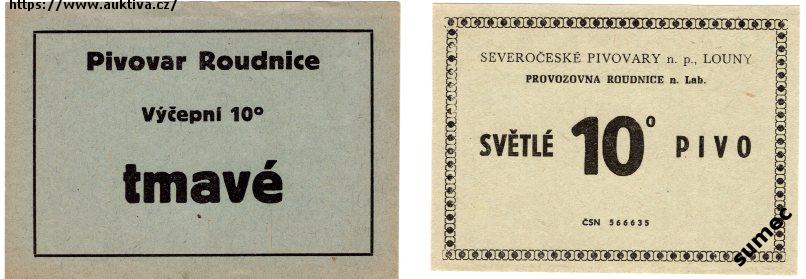 https://www.auktiva.cz/
Pivovar Roudnice
Výčepní 10°
tmavé
SEVEROČESKÉ PIVOVARY n. p., LOUNY
PROVOZOVNA ROUDNICE n. Lab.
SVĚTLÉ 10° PIVO
ČSN 566635
sumec